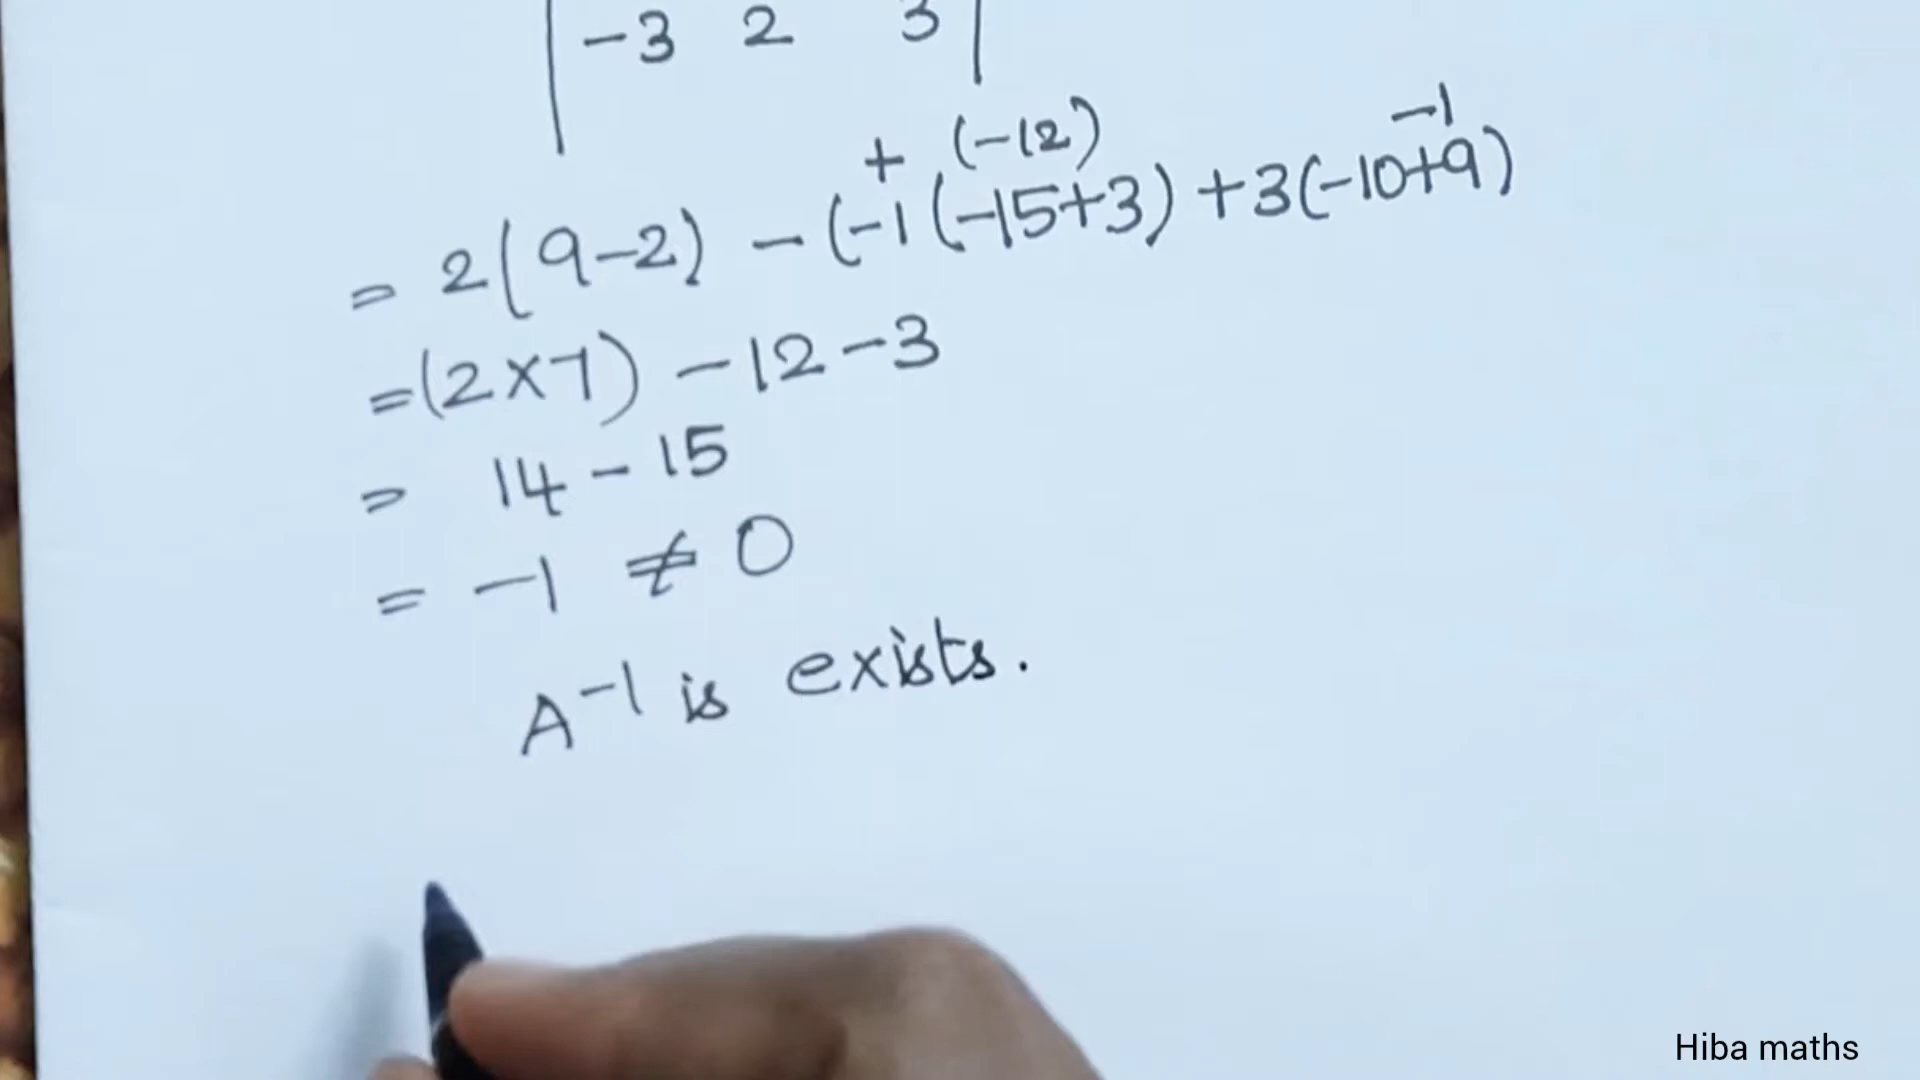 -3 2 3
+ (-12) -1
= 2(9-2) - (-1(-15+3) +3(-10+9)
=(2×7) -12-3
= 14-15
= -1 ≠ 0
A⁻¹ is exists.
Hiba maths